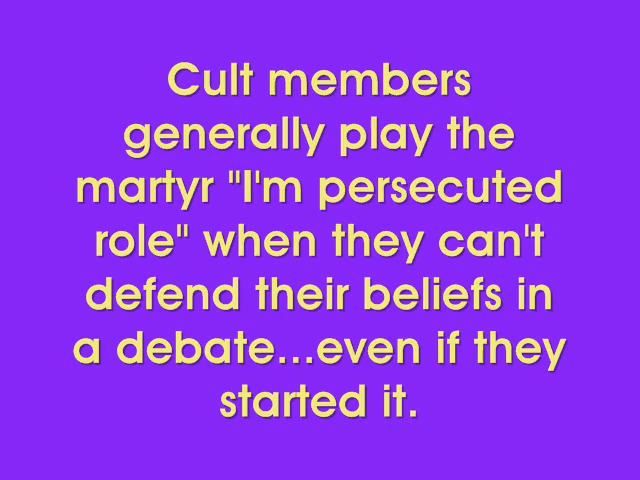 Cult members
generally play the
martyr "I'm persecuted
role" when they can't
defend their beliefs in
a debate...even if they
started it.